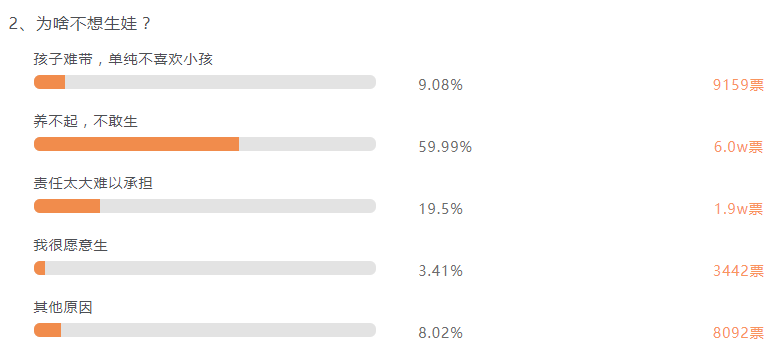 2、为啥不想生娃？
孩子难带，单纯不喜欢小孩
9.08% 9159票
养不起，不敢生
59.99% 6.0w票
责任太大难以承担
19.5% 1.9w票
我很愿意生
3.41% 3442票
其他原因
8.02% 8092票